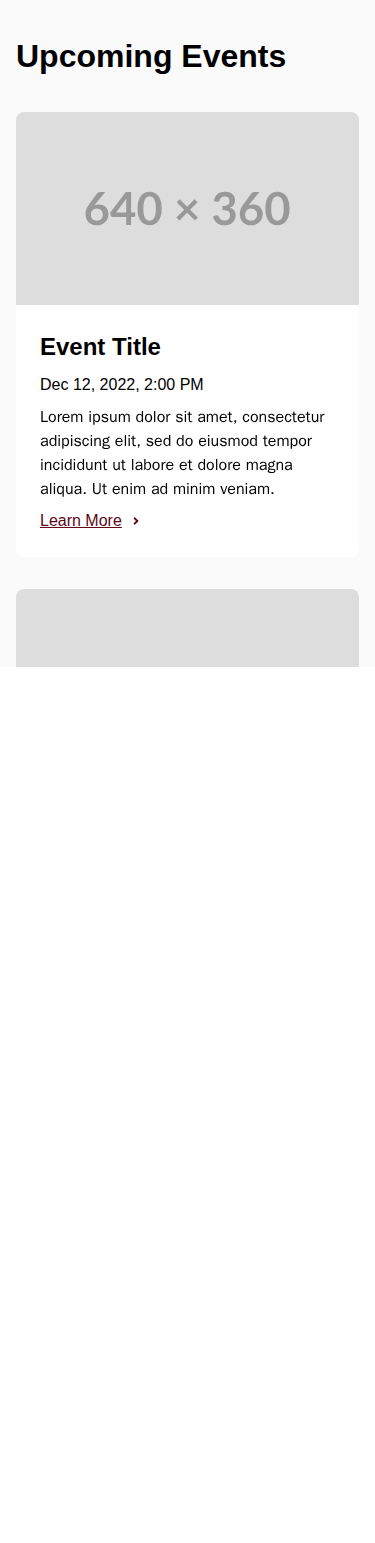 Upcoming Events
640 × 360
Event Title
Dec 12, 2022, 2:00 PM
Lorem ipsum dolor sit amet, consectetur
adipiscing elit, sed do eiusmod tempor
incididunt ut labore et dolore magna
aliqua. Ut enim ad minim veniam.
Learn More